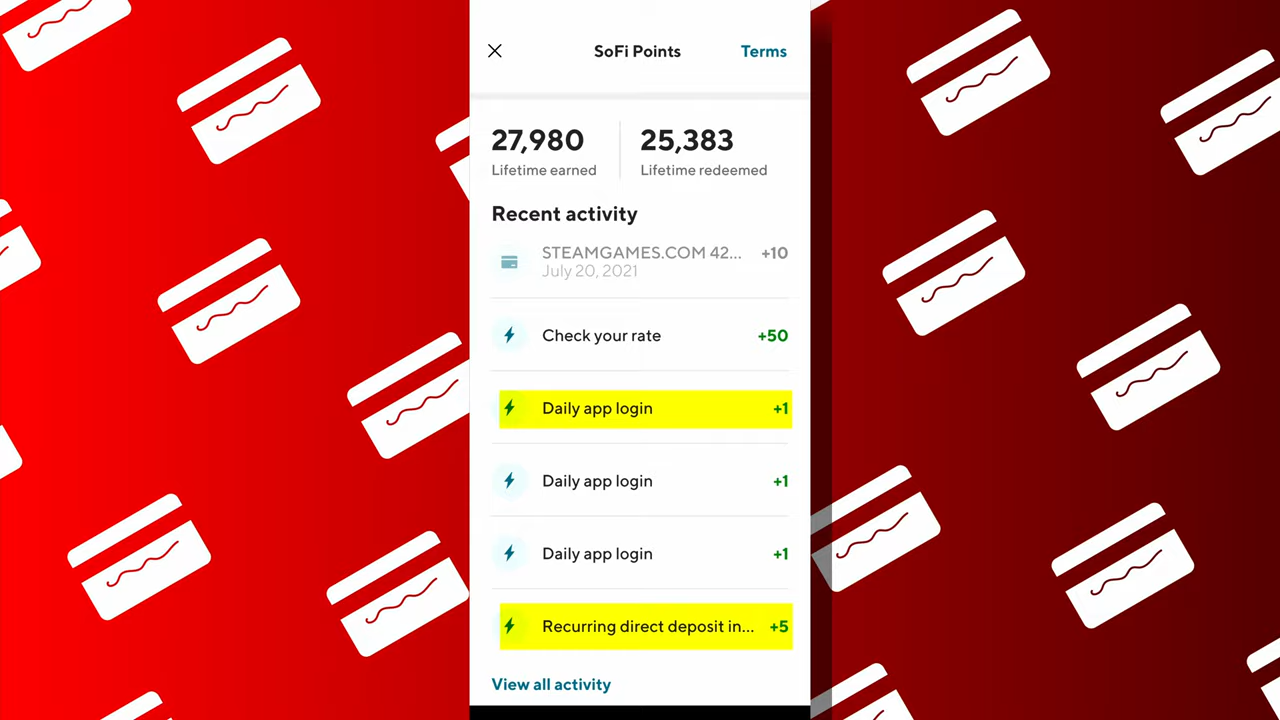 SoFi Points
Terms
27,980
25,383
Lifetime earned
Lifetime redeemed
Recent activity
STEAMGAMES.COM 42... +10
July 20, 2021
Check your rate +50
Daily app login +1
Daily app login +1
Daily app login +1
Recurring direct deposit in... +5
View all activity